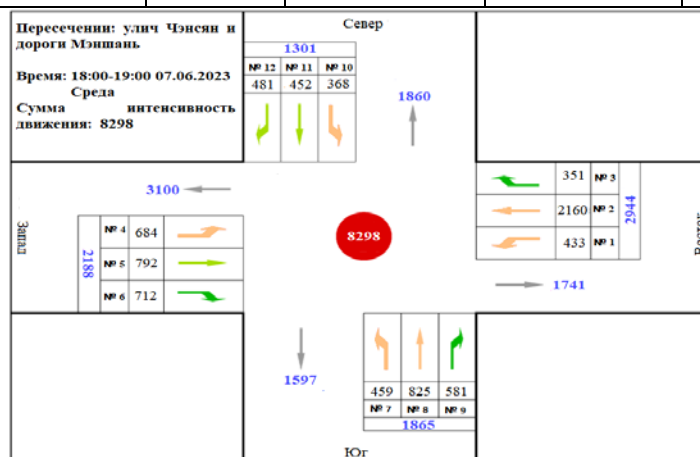 Пересечении: улич Чэнсян и
дороги Мэншань
Время: 18:00-19:00 07.06.2023
Среда
Сумма интенсивность
движения: 8298
Север
1301
№ 12 № 11 № 10
481 452 368
1860
3100
351 № 3
2160 № 2
433 № 1
2944
Запад
2188
№ 4 684
№ 5 792
№ 6 712
8298
Восток
1741
1597
459 825 581
№ 7 № 8 № 9
1865
Юг